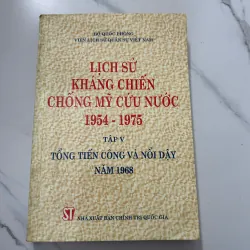 BỘ QUỐC PHÒNG
VIỆN LỊCH SỬ QUÂN SỰ VIỆT NAM
LỊCH SỬ
KHÁNG CHIẾN
CHỐNG MỸ CỨU NƯỚC
1954 - 1975
TẬP V
TỔNG TIẾN CÔNG VÀ NỔI DẬY
NĂM 1968
ST NHÀ XUẤT BẢN CHÍNH TRỊ QUỐC GIA